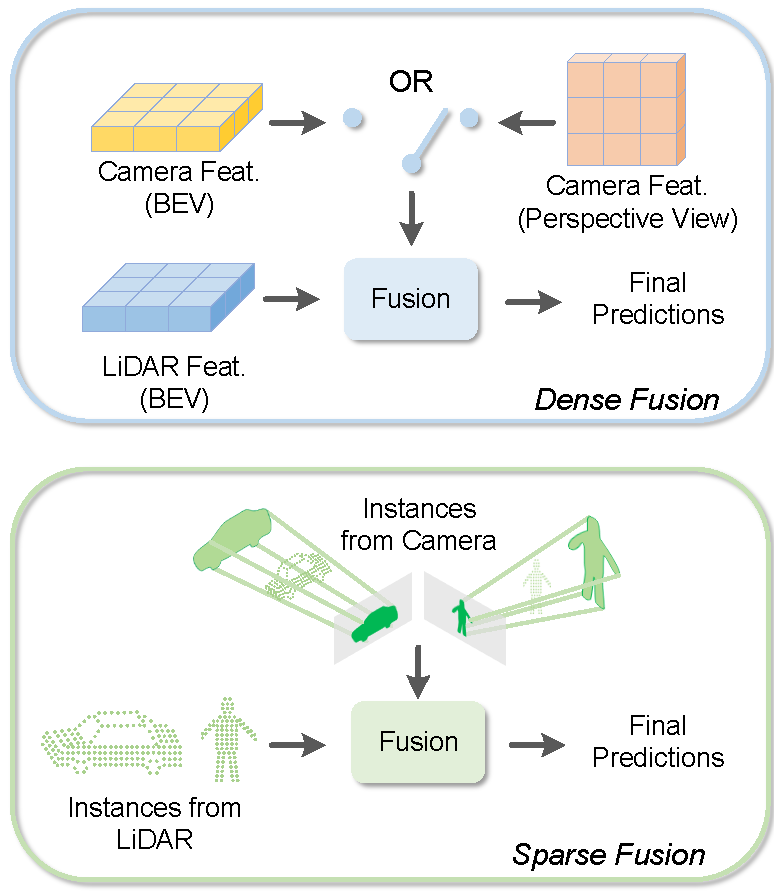 OR
Camera Feat.
(BEV)
Camera Feat.
(Perspective View)
Fusion
Final
Predictions
LiDAR Feat.
(BEV)
Dense Fusion
Instances
from Camera
Fusion
Final
Predictions
Instances from
LiDAR
Sparse Fusion